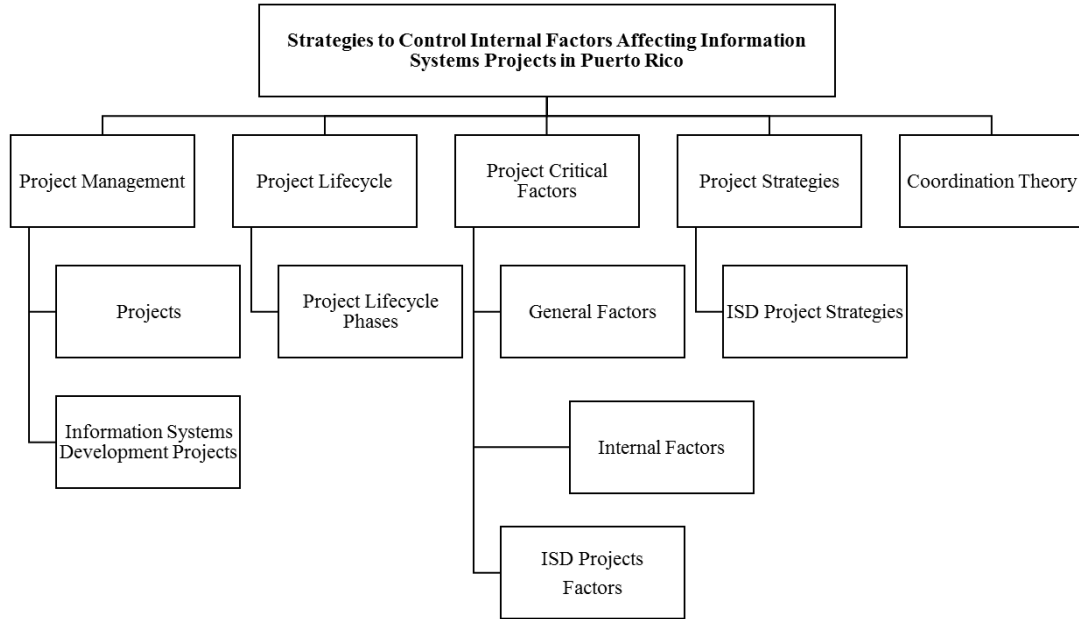 Strategies to Control Internal Factors Affecting Information
Systems Projects in Puerto Rico
Project Management
Project Lifecycle
Project Critical
Factors
Project Strategies
Coordination Theory
Projects
Project Lifecycle
Phases
General Factors
ISD Project Strategies
Information Systems
Development Projects
Internal Factors
ISD Projects
Factors